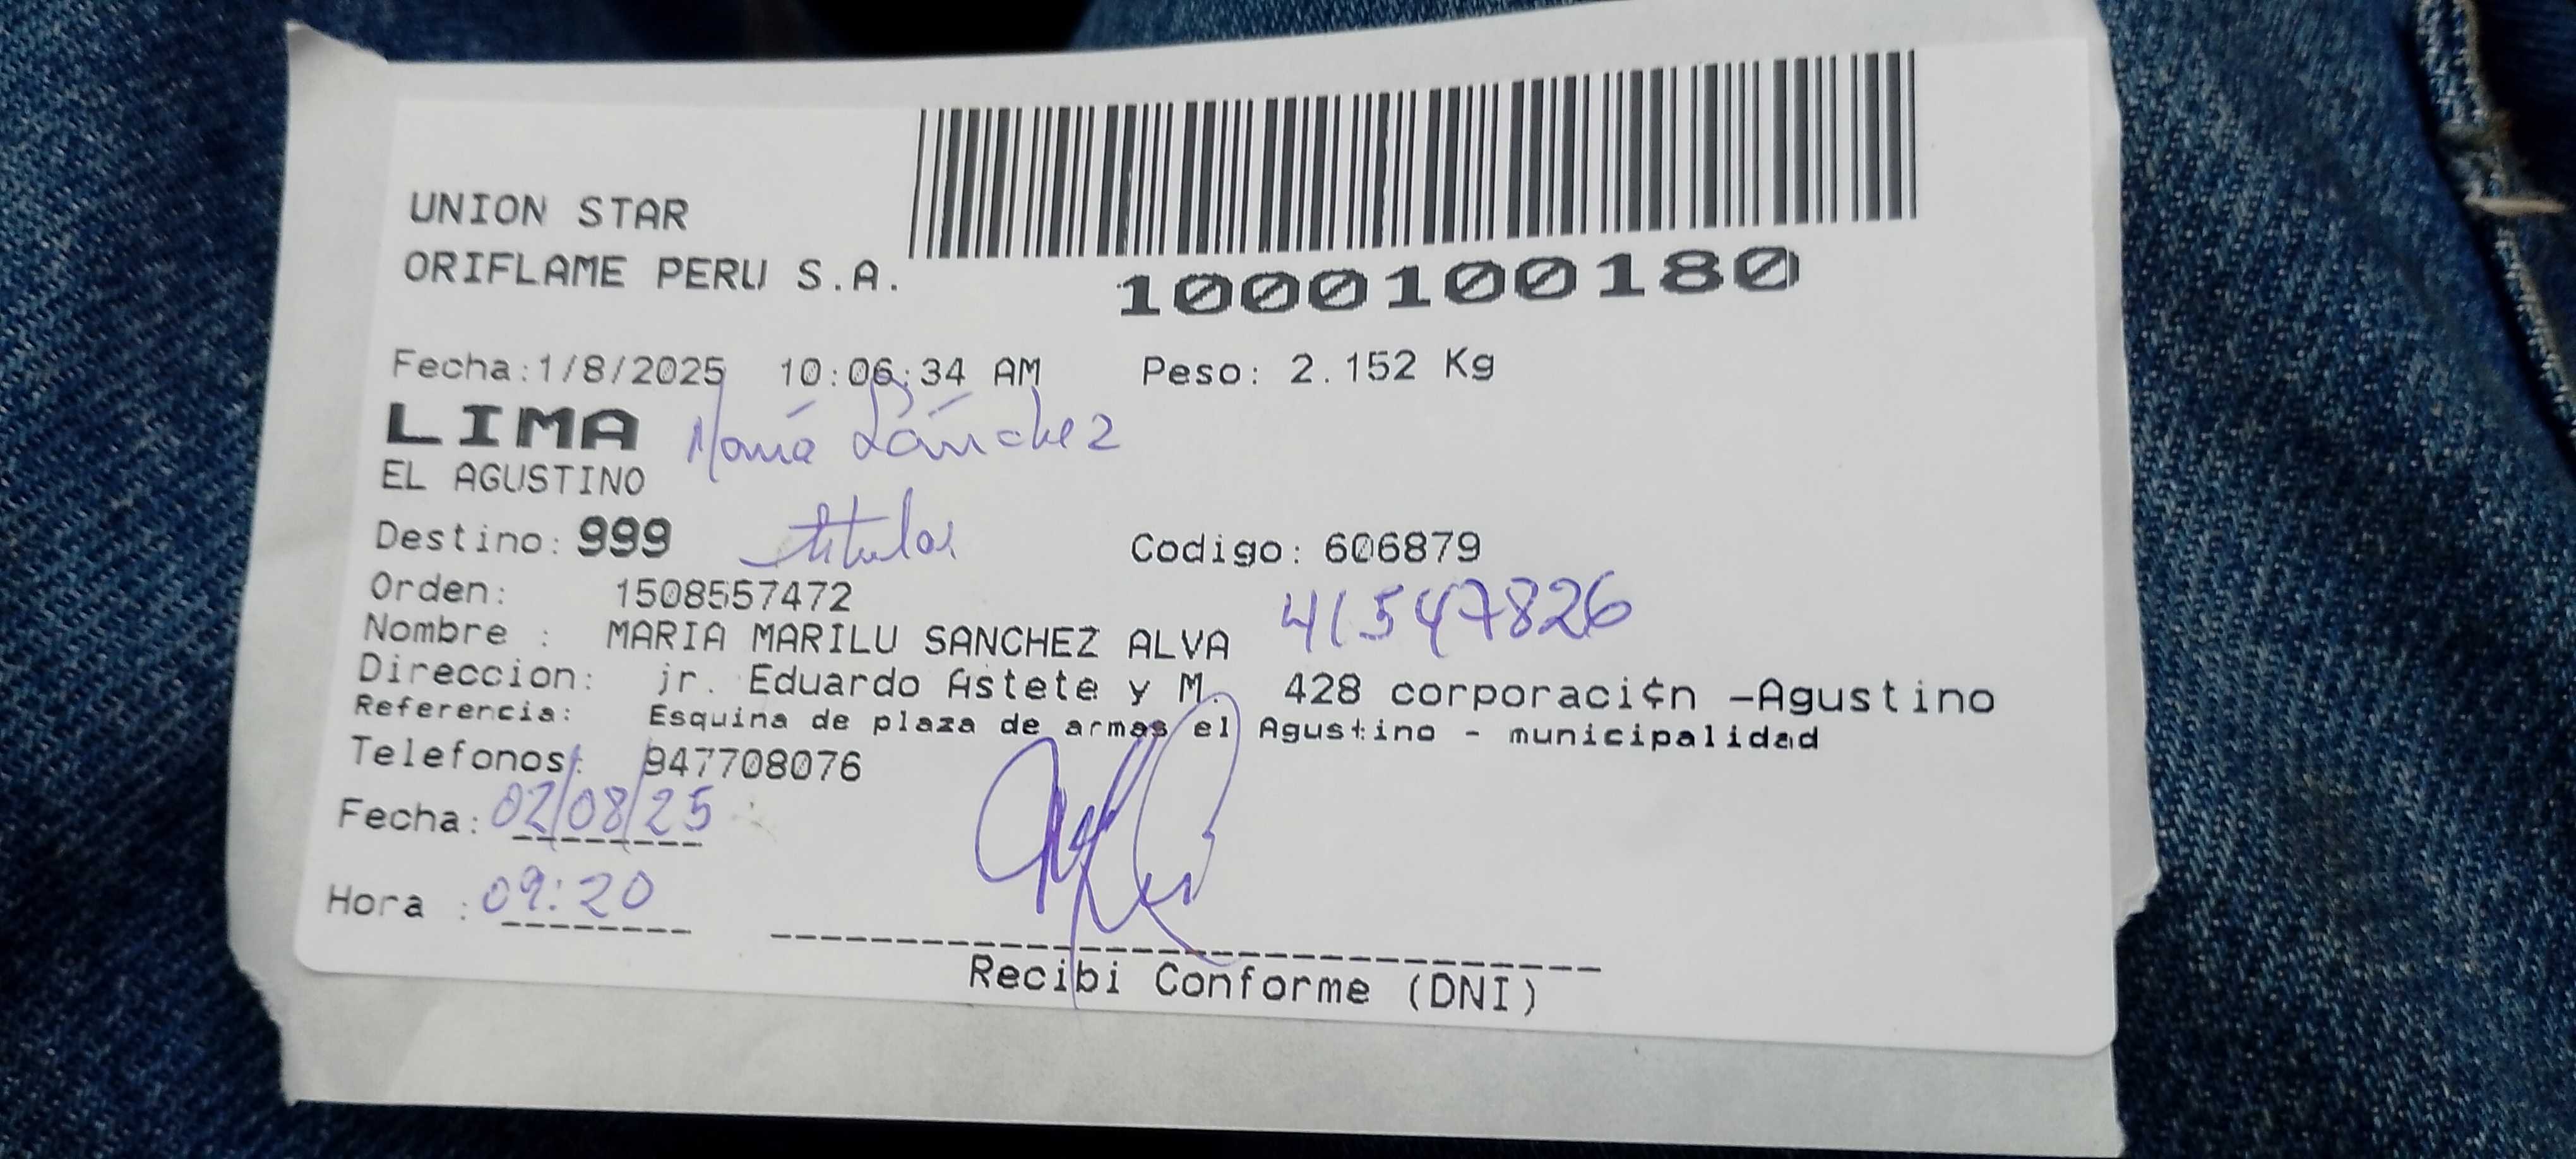 UNION STAR
ORIFLAME PERU S.A.
1000100180
Fecha:1/8/2025 10:06:34 AM Peso: 2.152 Kg
LIMA María Sánchez
EL AGUSTINO
Destino: 999 titular Codigo: 606879
Orden: 1508557472
41547826
Nombre : MARIA MARILU SANCHEZ ALVA
Direccion: jr. Eduardo Astete y M. 428 corporaci¢n -Agustino
Referencia: Esquina de plaza de armas el Agustino - municipalidad
Telefonos: 947708076
Fecha: 02/08/25
Hora : 09:20
Recibi Conforme (DNI)